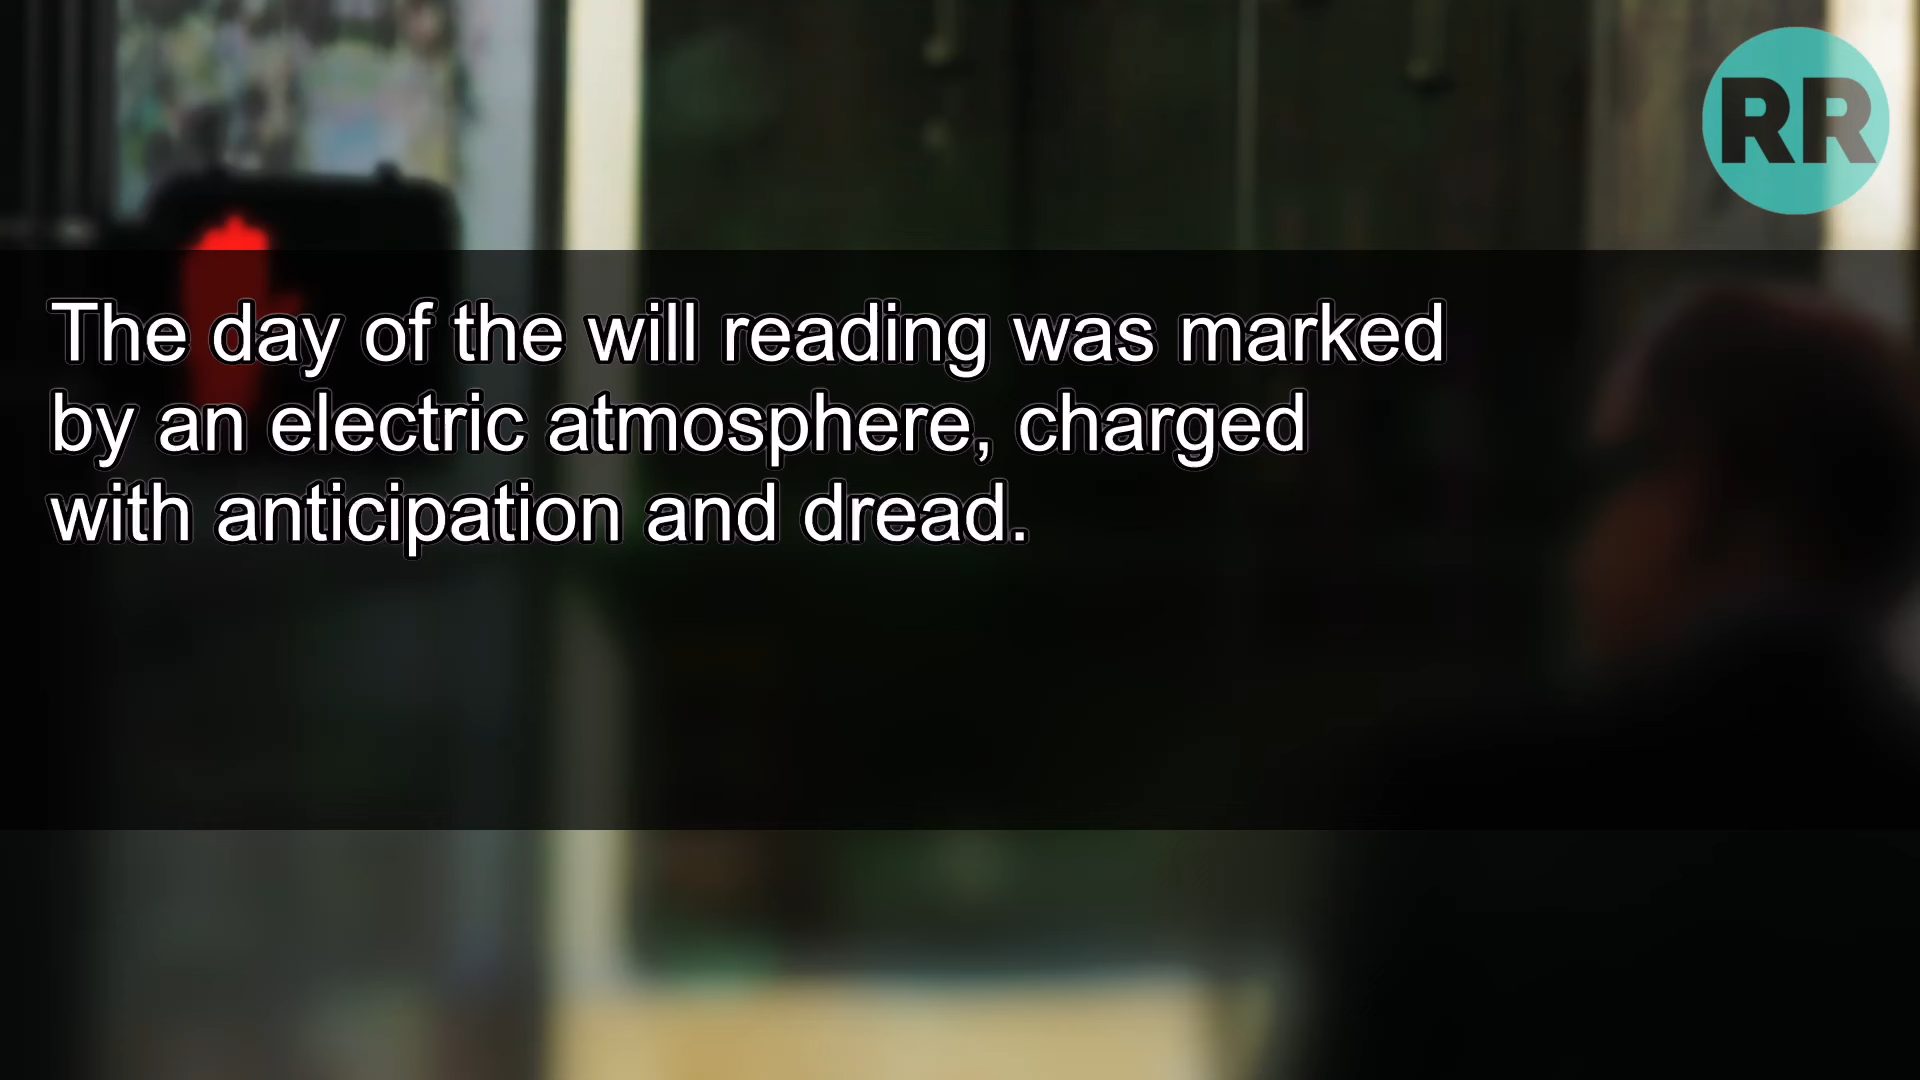 RR
The day of the will reading was marked
by an electric atmosphere, charged
with anticipation and dread.